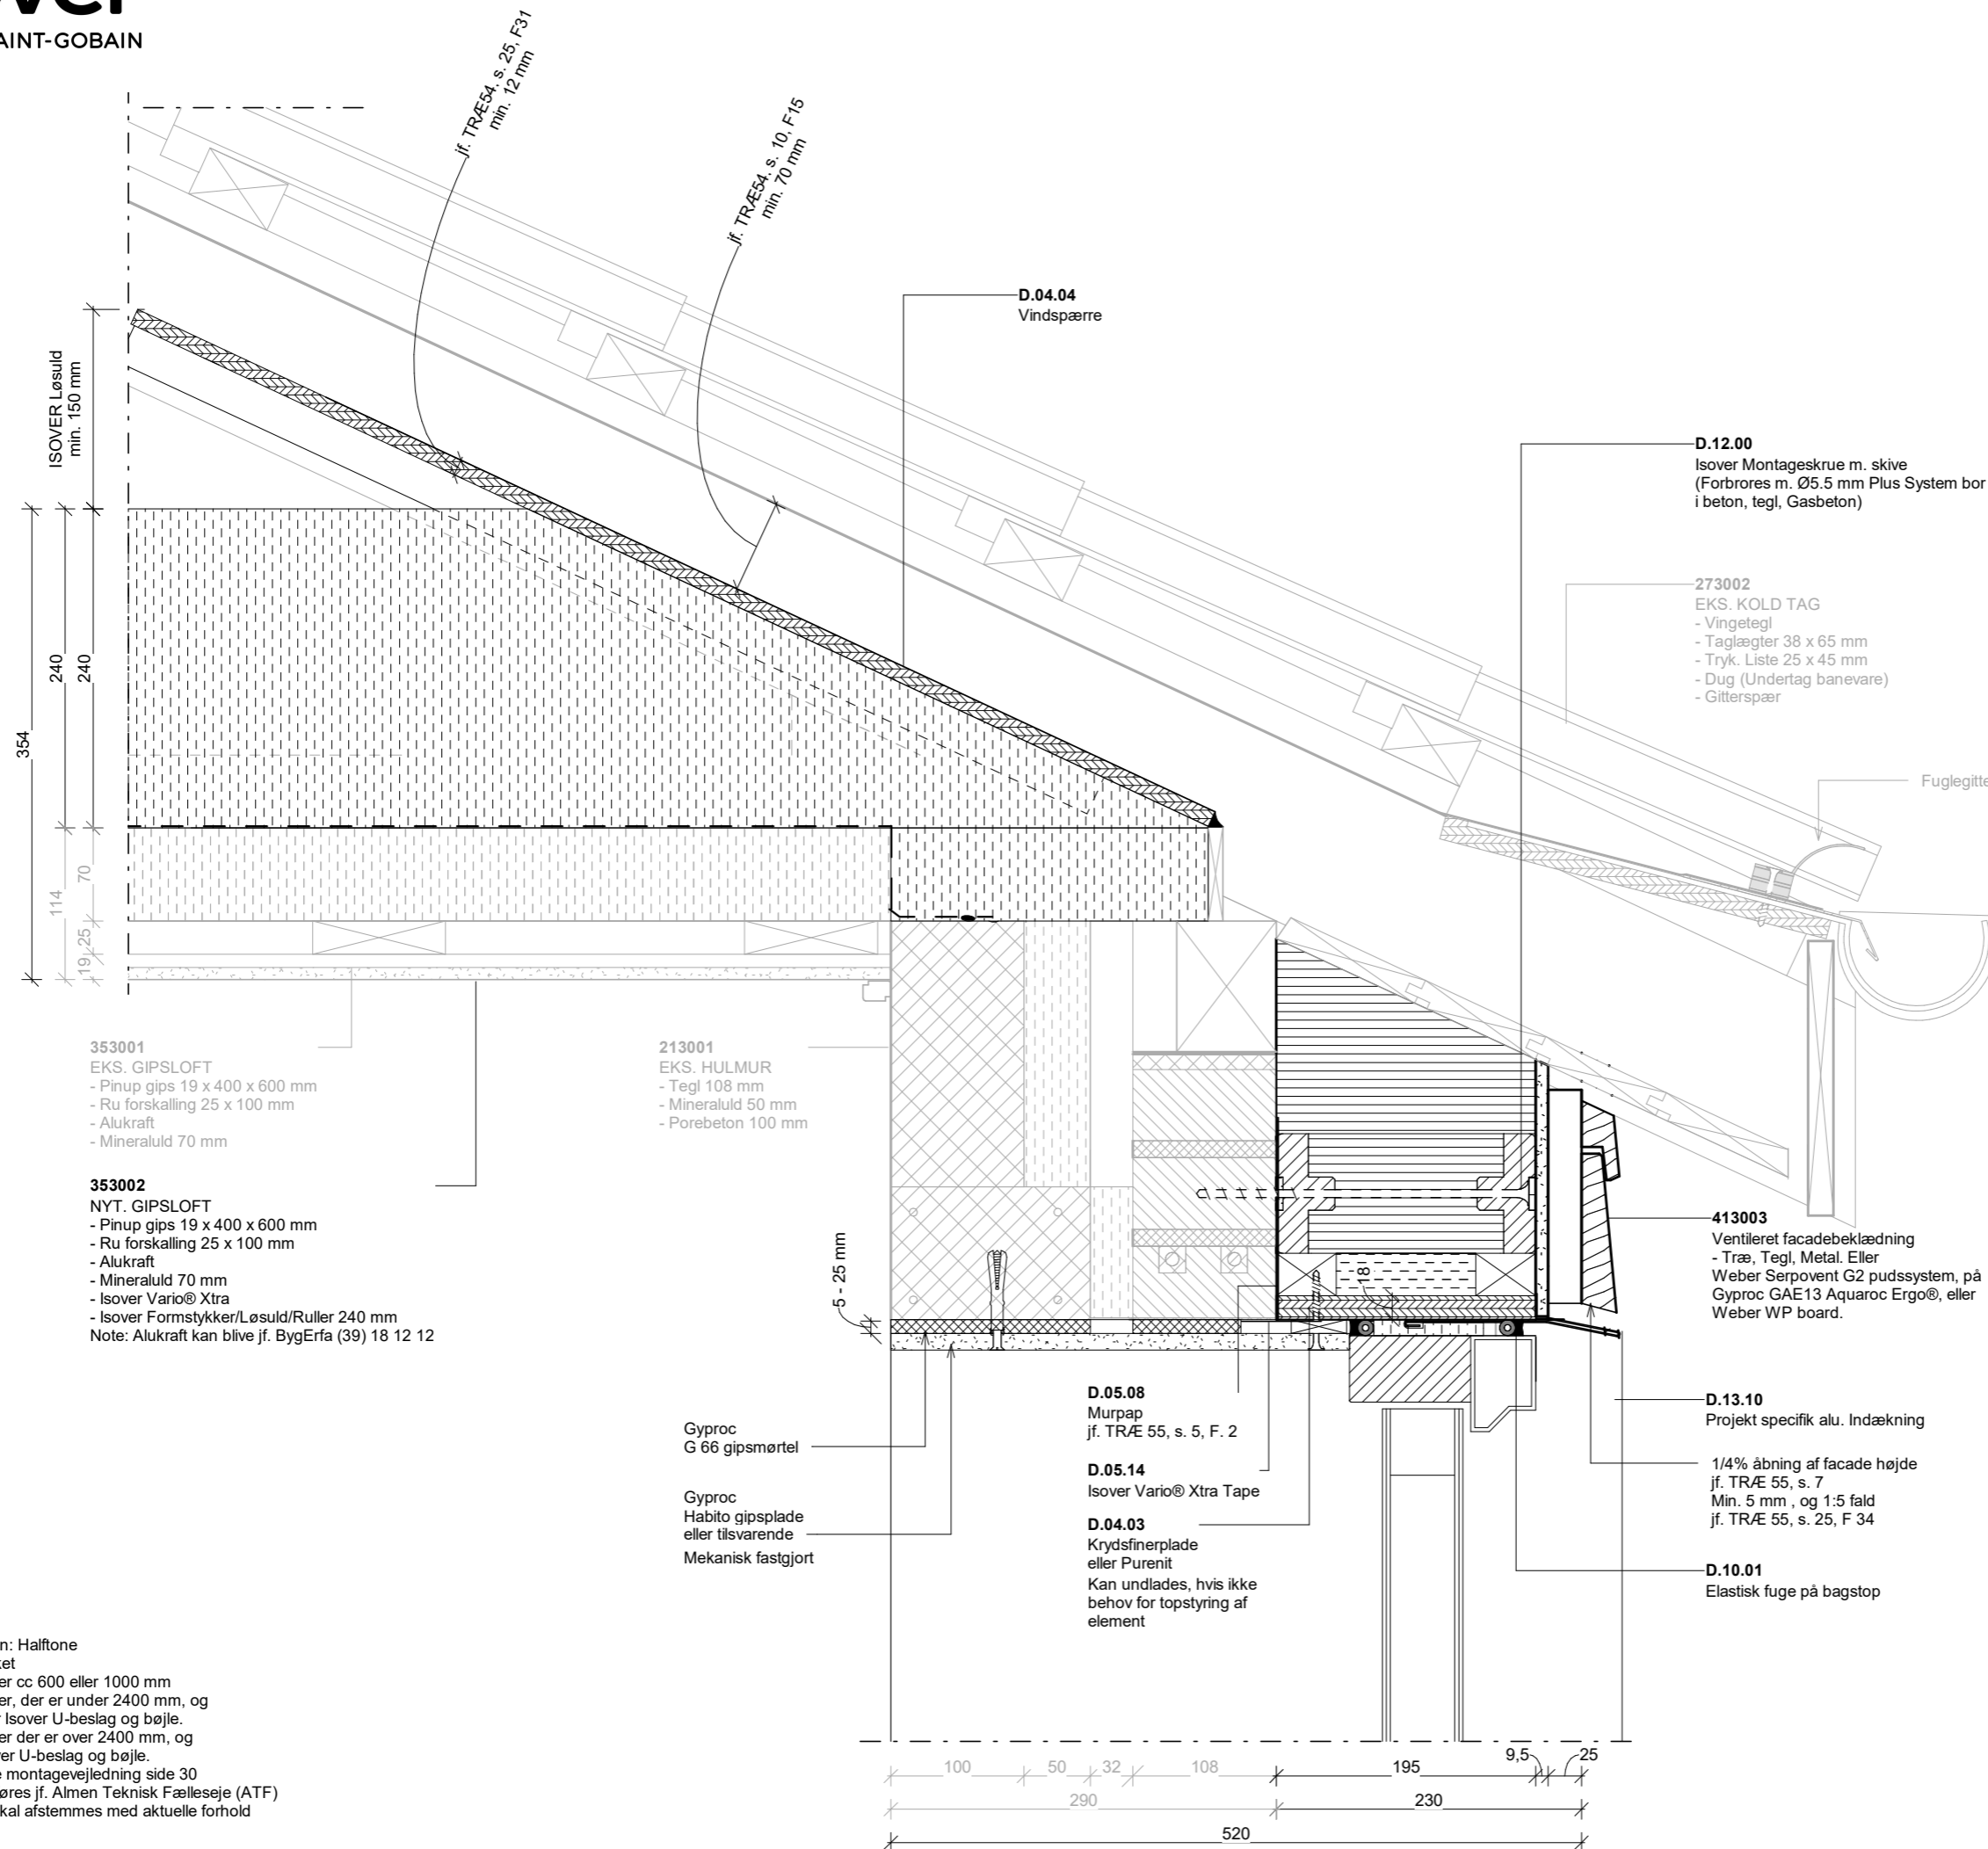 SAINT-GOBAIN
jf. TRÆ54, s. 25, F31
min. 12 mm
jf. TRÆ54, s. 10, F15
min. 70 mm
D.04.04
Vindspærre
ISOVER Løsuld
min. 150 mm
D.12.00
Isover Montageskrue m. skive
(Forbrores m. Ø5.5 mm Plus System bor
i beton, tegl, Gasbeton)
273002
EKS. KOLD TAG
- Vingetegl
- Taglægter 38 x 65 mm
- Tryk. Liste 25 x 45 mm
- Dug (Undertag banevare)
- Gitterspær
354
240
240
114
70
25
19
353001
EKS. GIPSLOFT
- Pinup gips 19 x 400 x 600 mm
- Ru forskalling 25 x 100 mm
- Alukraft
- Mineraluld 70 mm
213001
EKS. HULMUR
- Tegl 108 mm
- Mineraluld 50 mm
- Porebeton 100 mm
353002
NYT. GIPSLOFT
- Pinup gips 19 x 400 x 600 mm
- Ru forskalling 25 x 100 mm
- Alukraft
- Mineraluld 70 mm
- Isover Vario® Xtra
- Isover Formstykker/Løsuld/Ruller 240 mm
Note: Alukraft kan blive jf. BygErfa (39) 18 12 12
5 - 25 mm
18
413003
Ventileret facadebeklædning
- Træ, Tegl, Metal. Eller
Weber Serpovent G2 pudssystem, på
Gyproc GAE13 Aquaroc Ergo®, eller
Weber WP board.
Gyproc
G 66 gipsmørtel
Gyproc
Habito gipsplade
eller tilsvarende
Mekanisk fastgjort
D.05.08
Murpap
jf. TRÆ 55, s. 5, F. 2
D.05.14
Isover Vario® Xtra Tape
D.04.03
Krydsfinerplade
eller Purenit
Kan undlades, hvis ikke
behov for topstyring af
element
D.13.10
Projekt specifik alu. Indækning
1/4% åbning af facade højde
jf. TRÆ 55, s. 7
Min. 5 mm , og 1:5 fald
jf. TRÆ 55, s. 25, F 34
D.10.01
Elastisk fuge på bagstop
n: Halftone
er cc 600 eller 1000 mm
er, der er under 2400 mm, og
Isover U-beslag og bøjle.
er der er over 2400 mm, og
er U-beslag og bøjle.
montagevejledning side 30
øres jf. Almen Teknisk Fælleseje (ATF)
kal afstemmes med aktuelle forhold
100 50 32 108 195 9,5 25
290 230
520